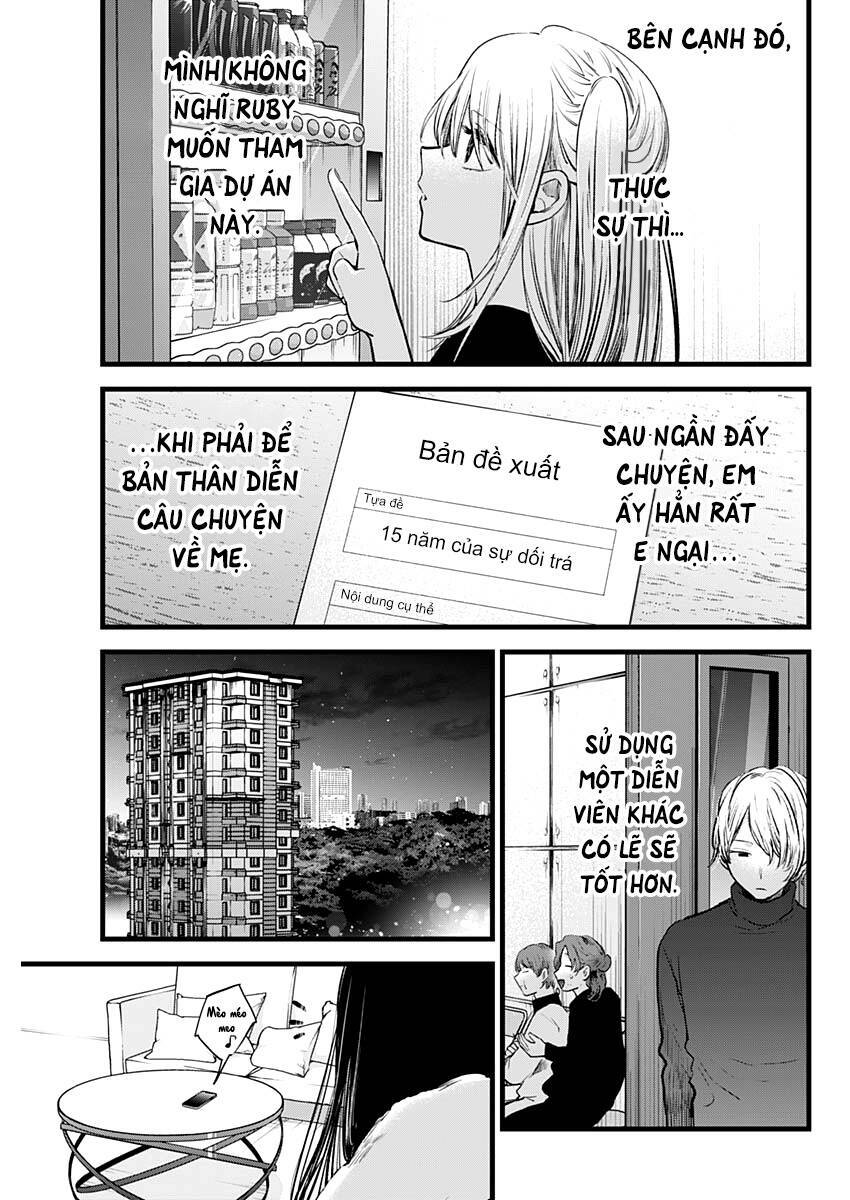 BÊN CẠNH ĐÓ,
THỰC
SỰ THÌ...
MÌNH KHÔNG
NGHĨ RUBY
MUỐN THAM
GIA DỰ ÁN
NÀY.
SAU NGẦN ĐẤY
CHUYỆN, EM
ẤY HẲN RẤT
E NGẠI...
Bản đề xuất
Tựa đề
15 năm của sự dối trá
Nội dung cụ thể
...KHI PHẢI ĐỂ
BẢN THÂN DIỄN
CÂU CHUYỆN
VỀ MẸ.
SỬ DỤNG
MỘT DIỄN
VIÊN KHÁC
CÓ LẼ SẼ
TỐT HƠN.
Mèo méo
meo
♪